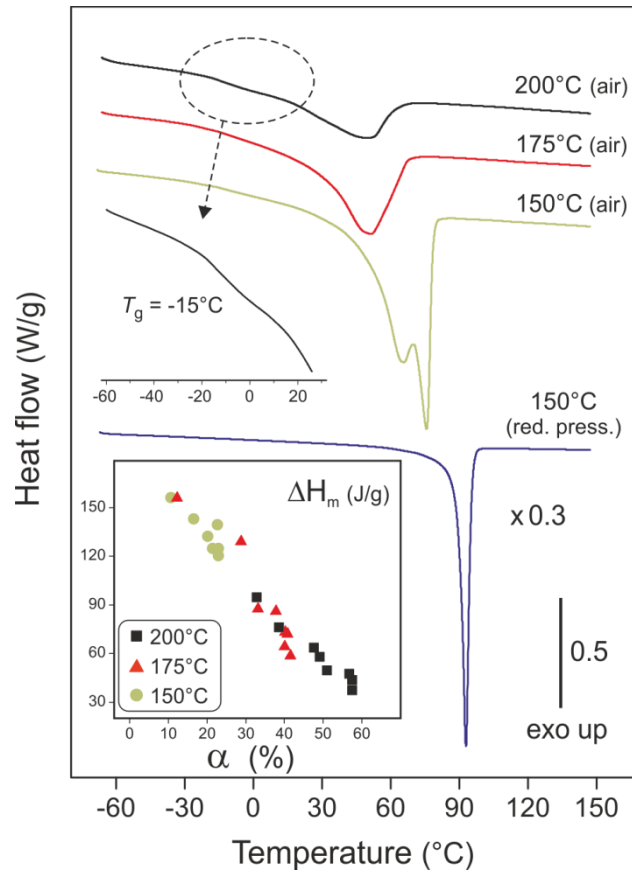 200°C (air)
175°C (air)
150°C (air)
Tg = -15°C
-60 -40 -20 0 20
150°C
(red. press.)
Heat flow (W/g)
ΔHm (J/g)
150
120
90
60
30
200°C
175°C
150°C
0 10 20 30 40 50 60
α (%)
x 0.3
0.5
exo up
-60 -30 0 30 60 90 120 150
Temperature (°C)